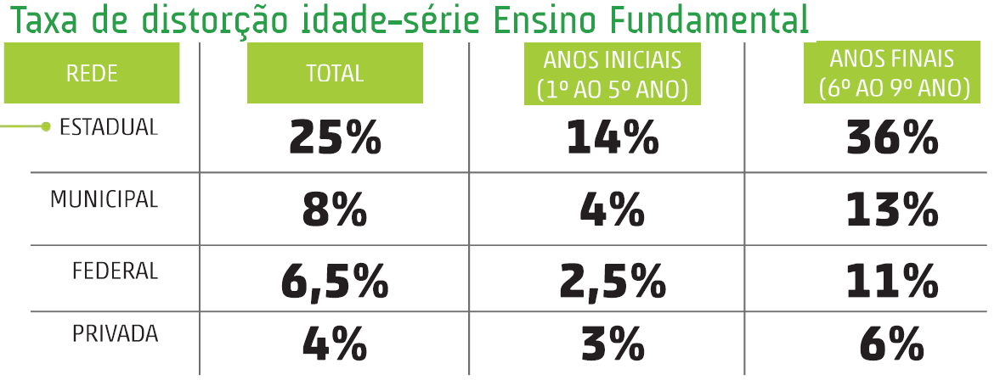 Taxa de distorção idade-série Ensino Fundamental
REDE TOTAL ANOS INICIAIS (1º AO 5º ANO) ANOS FINAIS (6º AO 9º ANO)
ESTADUAL 25% 14% 36%
MUNICIPAL 8% 4% 13%
FEDERAL 6,5% 2,5% 11%
PRIVADA 4% 3% 6%